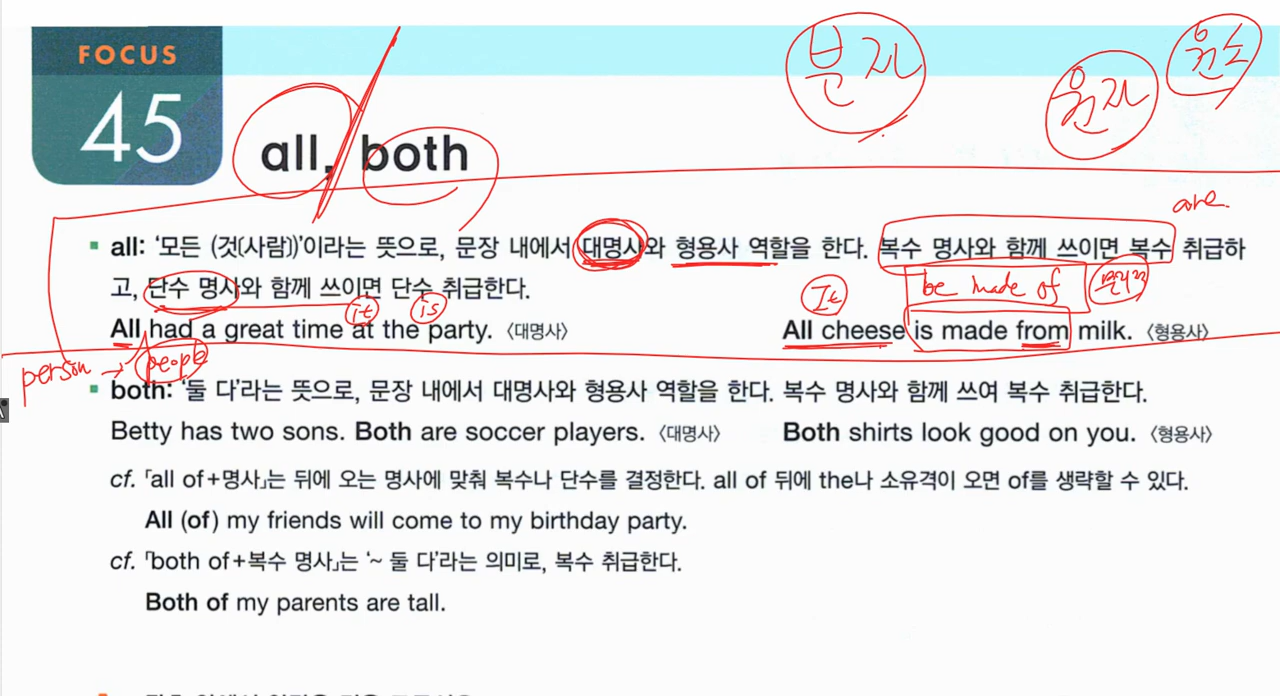 FOCUS
45
all, both
분자
원자
원소
are
▪ all: ‘모든 (것(사람))’이라는 뜻으로, 문장 내에서 대명사와 형용사 역할을 한다. 복수 명사와 함께 쓰이면 복수 취급하
고, 단수 명사와 함께 쓰이면 단수 취급한다.
it is
It
be made of
All had a great time at the party. 〈대명사〉 All cheese is made from milk. 〈형용사〉
person → people
▪ both: ‘둘 다’라는 뜻으로, 문장 내에서 대명사와 형용사 역할을 한다. 복수 명사와 함께 쓰여 복수 취급한다.
Betty has two sons. Both are soccer players. 〈대명사〉 Both shirts look good on you. 〈형용사〉
cf. 「all of+명사」는 뒤에 오는 명사에 맞춰 복수나 단수를 결정한다. all of 뒤에 the나 소유격이 오면 of를 생략할 수 있다.
All (of) my friends will come to my birthday party.
cf. 「both of+복수 명사」는 ‘~ 둘 다’라는 의미로, 복수 취급한다.
Both of my parents are tall.